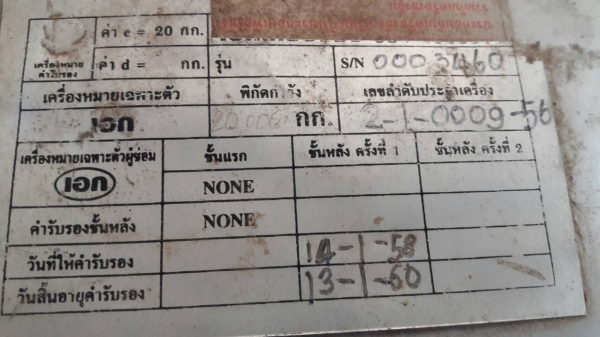 ค่า e = 20 กก.
เครื่องหมาย คำรับรอง
ค่า d = กก. รุ่น S/N 0003460
เครื่องหมายเฉพาะตัว พิกัดกำลัง เลขลำดับประจำเครื่อง
เอก 20,000 กก. 2-1-0009-56
เครื่องหมายเฉพาะตัวผู้ซ่อม ชั้นแรก ชั้นหลัง ครั้งที่ 1 ชั้นหลัง ครั้งที่ 2
เอก NONE
คำรับรองชั้นหลัง NONE
วันที่ให้คำรับรอง 14-1-58
วันสิ้นอายุคำรับรอง 13-1-60